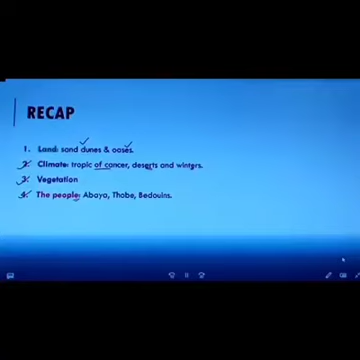 RECAP
1. Land: sand dunes & oases.
2. Climate: tropic of cancer, deserts and winters.
3. Vegetation
4. The people: Abaya, Thobe, Bedouins.